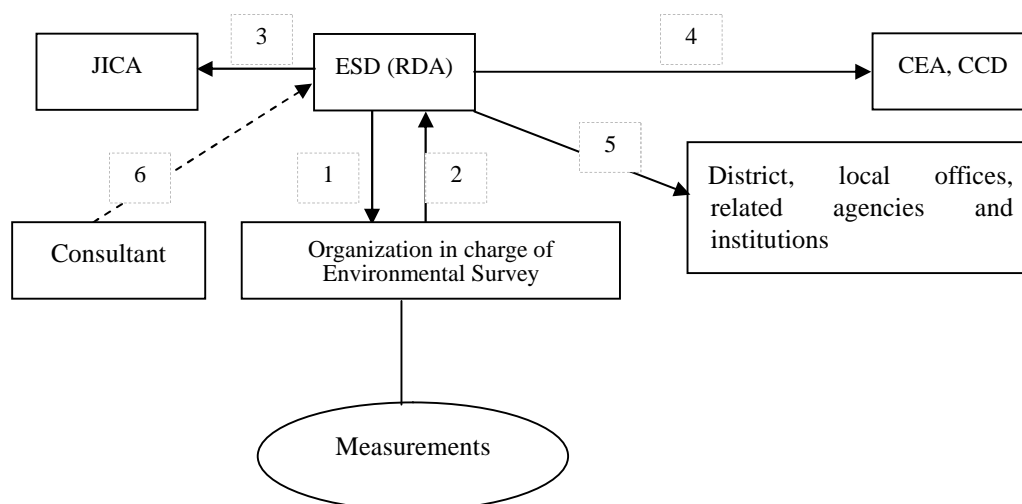 3
4
JICA
ESD (RDA)
CEA, CCD
6
1
2
5
District, local offices,
related agencies and
institutions
Consultant
Organization in charge of
Environmental Survey
Measurements